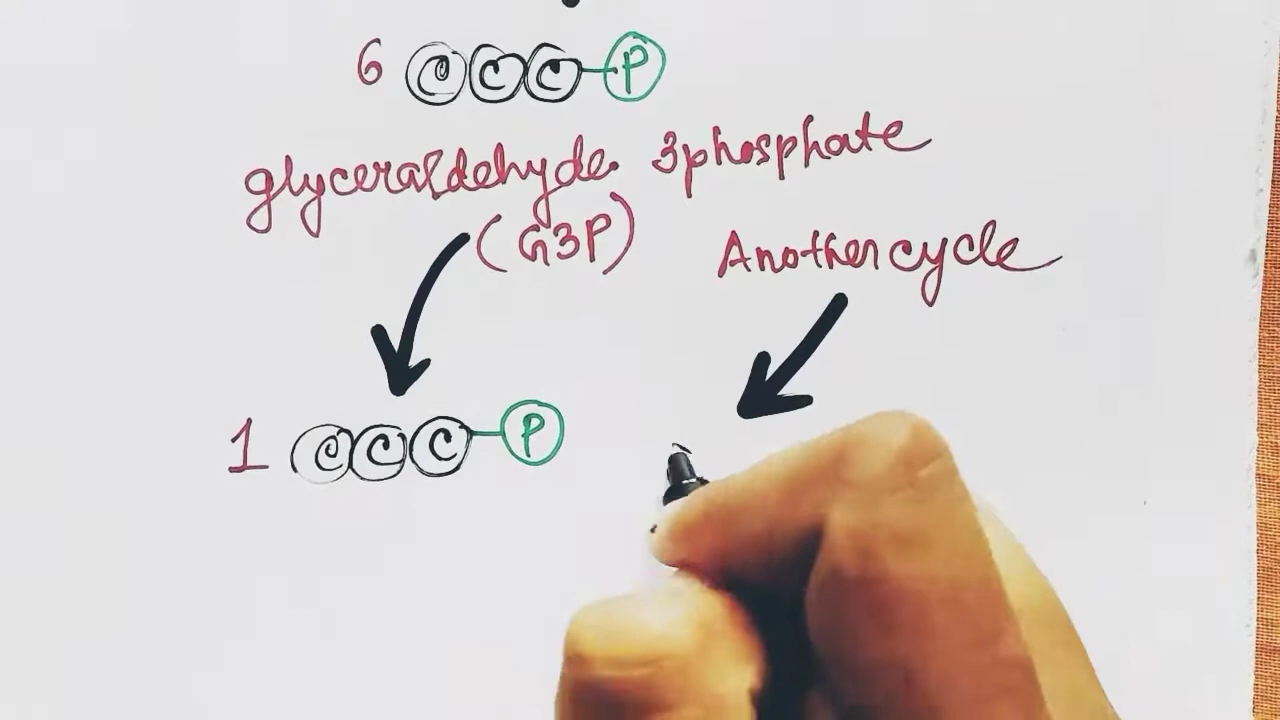 6 C C C P
glyceraldehyde 3phosphate
(G3P)
Another cycle
1 C C C P